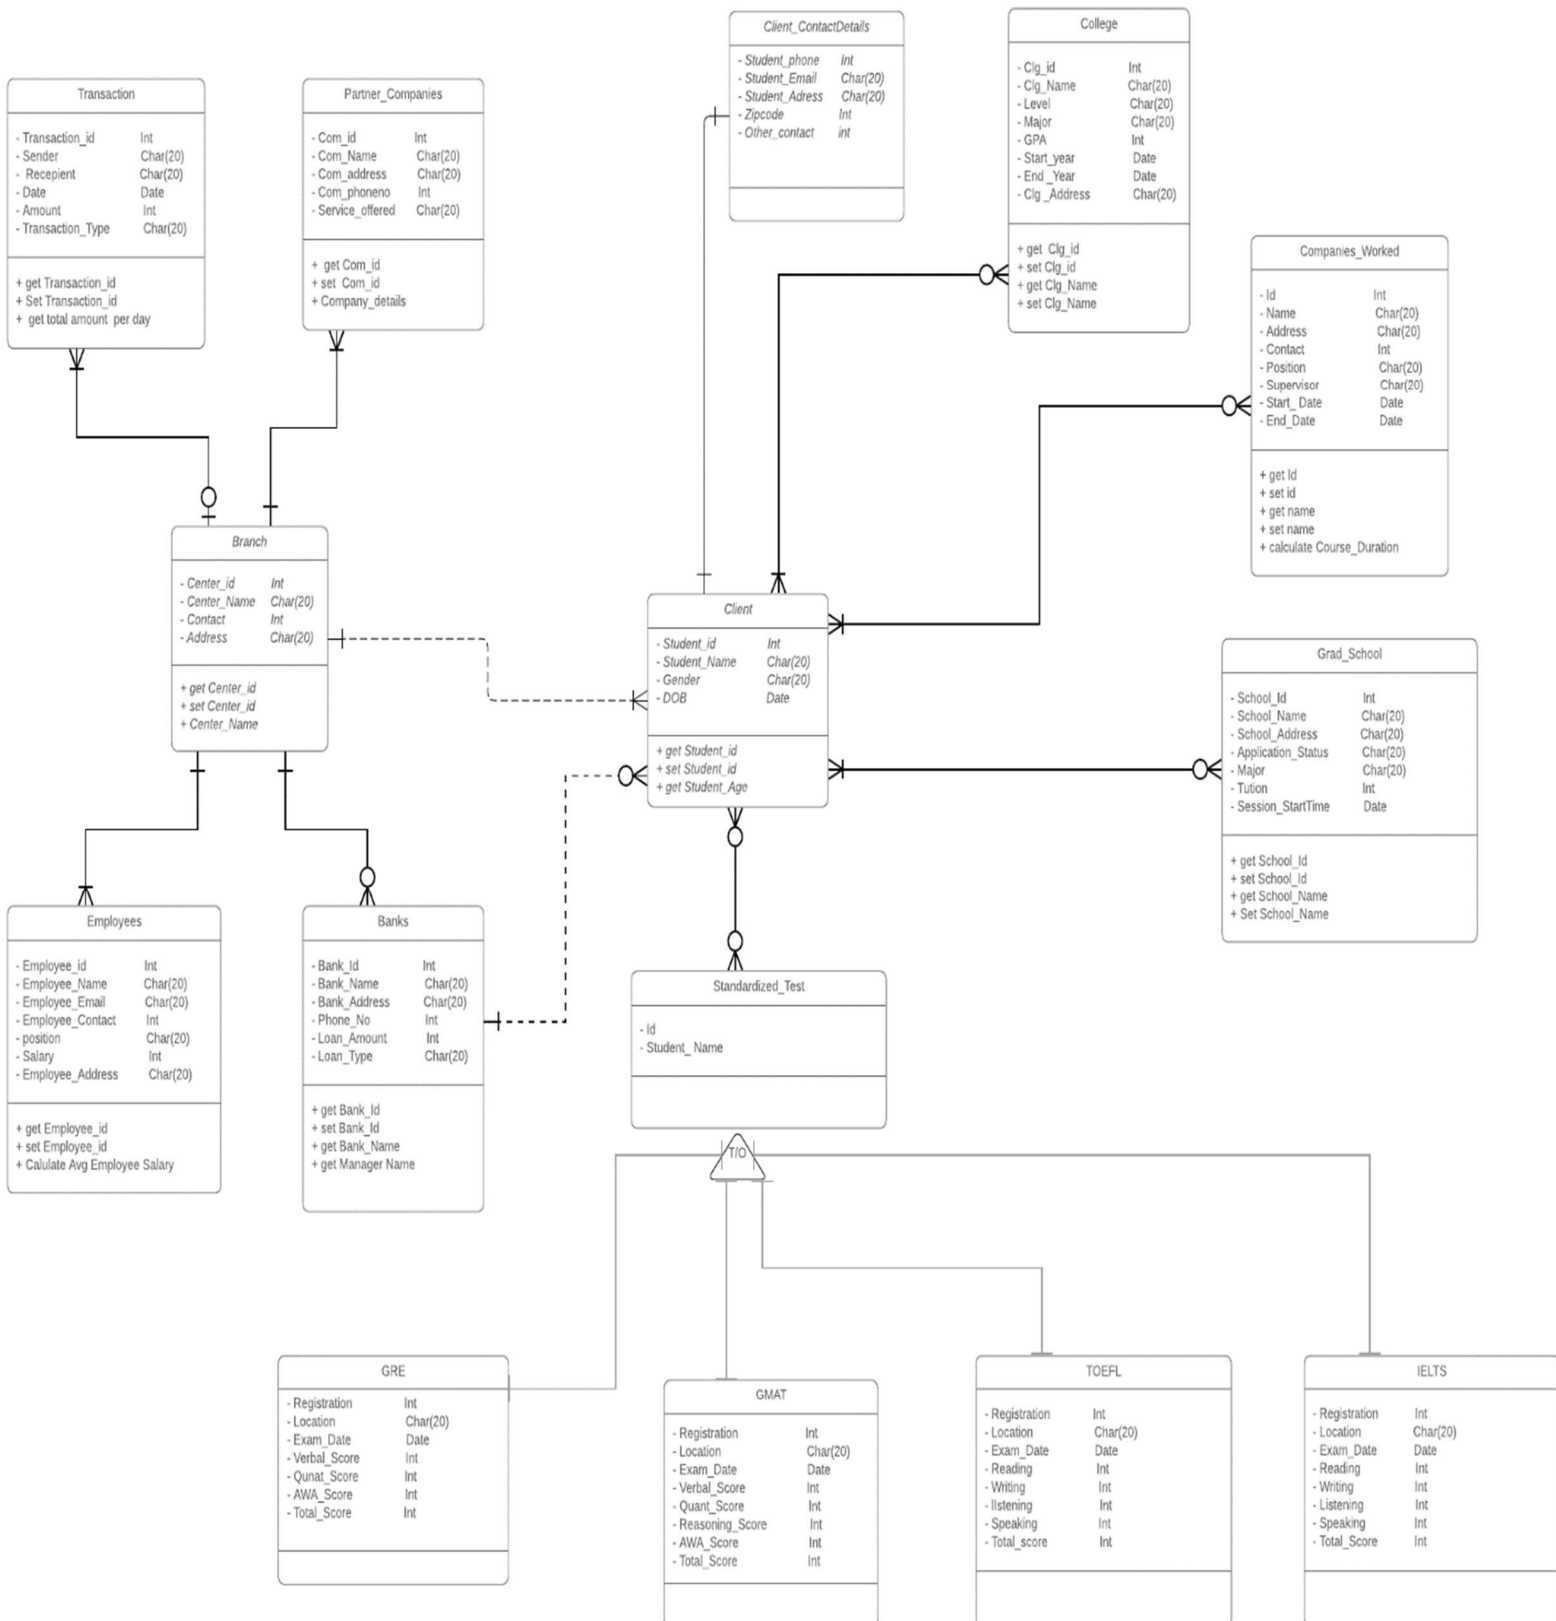 Client_ContactDetails
- Student_phone Int
- Student_Email Char(20)
- Student_Adress Char(20)
- Zipcode Int
- Other_contact int
College
- Clg_id Int
- Clg_Name Char(20)
- Level Char(20)
- Major Char(20)
- GPA Int
- Start_year Date
- End _Year Date
- Clg _Address Char(20)
+ get Clg_id
+ set Clg_id
+ get Clg_Name
+ set Clg_Name
Transaction
- Transaction_id Int
- Sender Char(20)
- Recepient Char(20)
- Date Date
- Amount Int
- Transaction_Type Char(20)
+ get Transaction_id
+ Set Transaction_id
+ get total amount per day
Partner_Companies
- Com_id Int
- Com_Name Char(20)
- Com_address Char(20)
- Com_phoneno Int
- Service_offered Char(20)
+ get Com_id
+ set Com_id
+ Company_details
Companies_Worked
- Id Int
- Name Char(20)
- Address Char(20)
- Contact Int
- Position Char(20)
- Supervisor Char(20)
- Start_ Date Date
- End_Date Date
+ get Id
+ set id
+ get name
+ set name
+ calculate Course_Duration
Branch
- Center_id Int
- Center_Name Char(20)
- Contact Int
- Address Char(20)
+ get Center_id
+ set Center_id
+ Center_Name
Client
- Student_id Int
- Student_Name Char(20)
- Gender Char(20)
- DOB Date
+ get Student_id
+ set Student_id
+ get Student_Age
Grad_School
- School_Id Int
- School_Name Char(20)
- School_Address Char(20)
- Application_Status Char(20)
- Major Char(20)
- Tution Int
- Session_StartTime Date
+ get School_Id
+ set School_Id
+ get School_Name
+ Set School_Name
Employees
- Employee_id Int
- Employee_Name Char(20)
- Employee_Email Char(20)
- Employee_Contact Int
- position Char(20)
- Salary Int
- Employee_Address Char(20)
+ get Employee_id
+ set Employee_id
+ Calulate Avg Employee Salary
Banks
- Bank_Id Int
- Bank_Name Char(20)
- Bank_Address Char(20)
- Phone_No Int
- Loan_Amount Int
- Loan_Type Char(20)
+ get Bank_Id
+ set Bank_Id
+ get Bank_Name
+ get Manager Name
Standardized_Test
- Id
- Student_ Name
T/O
GRE
- Registration Int
- Location Char(20)
- Exam_Date Date
- Verbal_Score Int
- Qunat_Score Int
- AWA_Score Int
- Total_Score Int
GMAT
- Registration Int
- Location Char(20)
- Exam_Date Date
- Verbal_Score Int
- Quant_Score Int
- Reasoning_Score Int
- AWA_Score Int
- Total_Score Int
TOEFL
- Registration Int
- Location Char(20)
- Exam_Date Date
- Reading Int
- Writing Int
- lIstening Int
- Speaking Int
- Total_score Int
IELTS
- Registration Int
- Location Char(20)
- Exam_Date Date
- Reading Int
- Writing Int
- Listening Int
- Speaking Int
- Total_Score Int